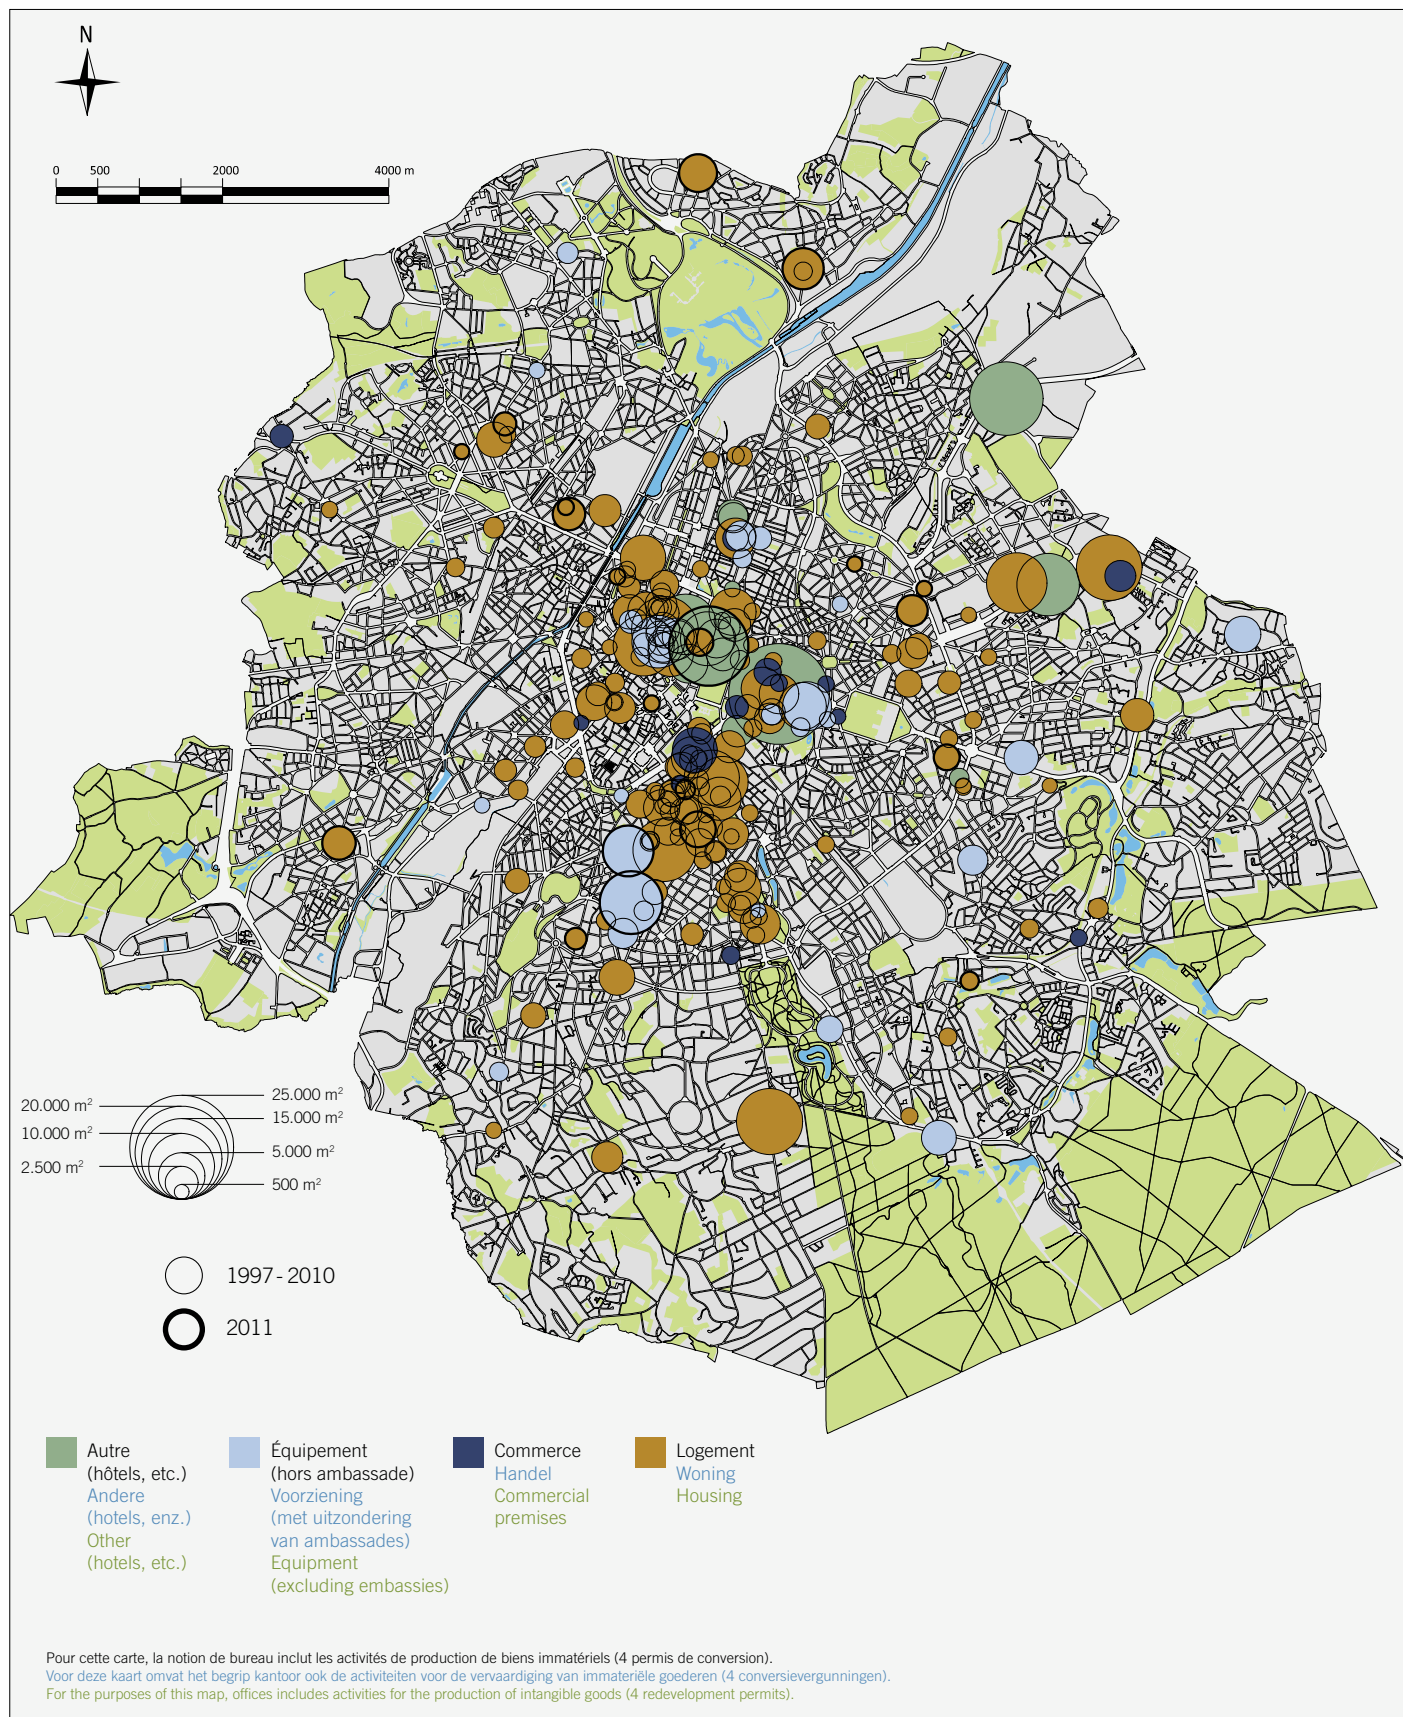 N
0 500 2000 4000 m
25.000 m²
20.000 m²
15.000 m²
10.000 m²
5.000 m²
2.500 m²
500 m²
1997 - 2010
2011
Autre
(hôtels, etc.)
Andere
(hotels, enz.)
Other
(hotels, etc.)
Équipement
(hors ambassade)
Voorziening
(met uitzondering
van ambassades)
Equipment
(excluding embassies)
Commerce
Handel
Commercial
premises
Logement
Woning
Housing
Pour cette carte, la notion de bureau inclut les activités de production de biens immatériels (4 permis de conversion).
Voor deze kaart omvat het begrip kantoor ook de activiteiten voor de vervaardiging van immateriële goederen (4 conversievergunningen).
For the purposes of this map, offices includes activities for the production of intangible goods (4 redevelopment permits).